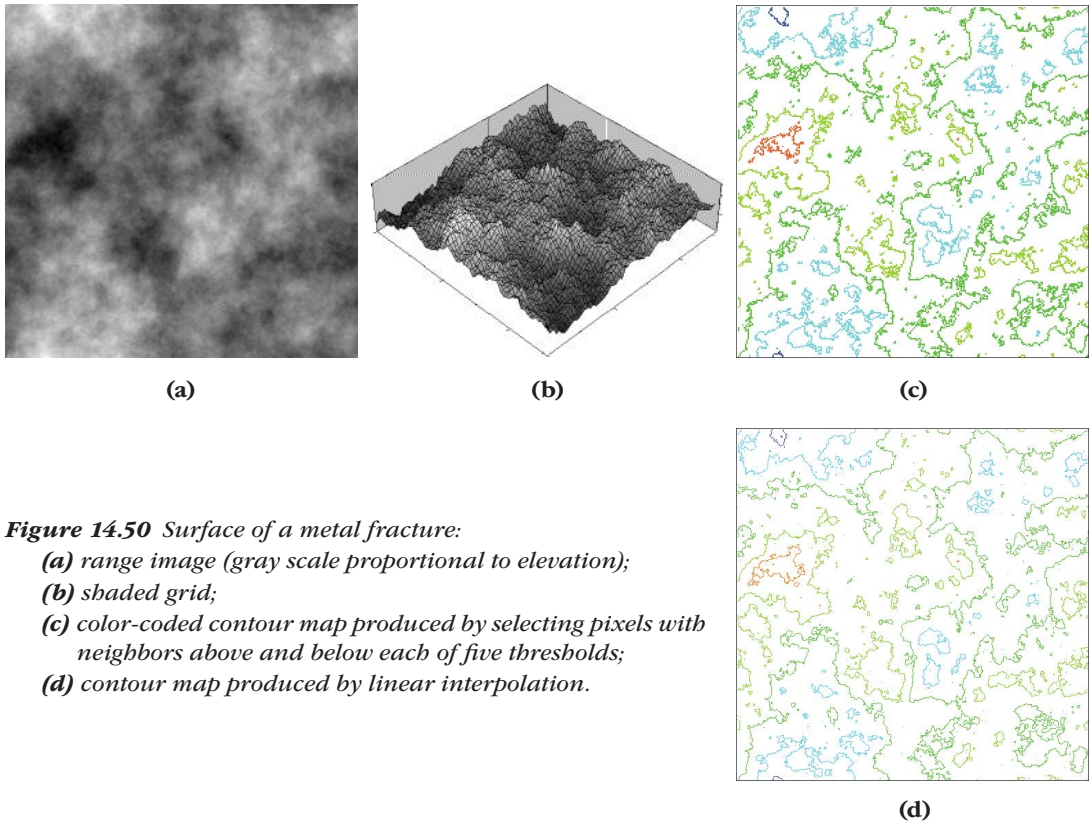 (a)
(b)
(c)
Figure 14.50 Surface of a metal fracture:
(a) range image (gray scale proportional to elevation);
(b) shaded grid;
(c) color-coded contour map produced by selecting pixels with
neighbors above and below each of five thresholds;
(d) contour map produced by linear interpolation.
(d)